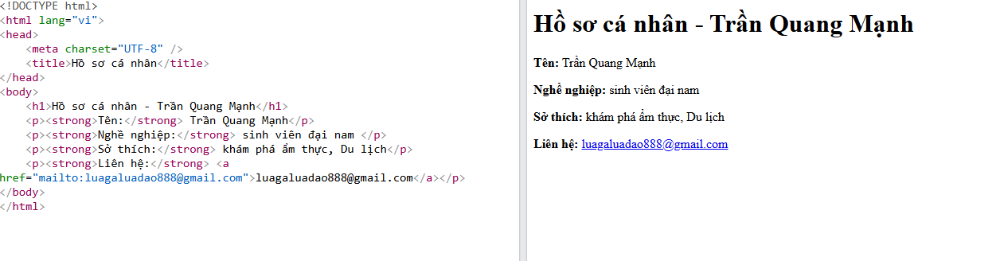 <!DOCTYPE html>
<html lang="vi">
<head>
    <meta charset="UTF-8" />
    <title>Hồ sơ cá nhân</title>
</head>
<body>
    <h1>Hồ sơ cá nhân - Trần Quang Mạnh</h1>
    <p><strong>Tên:</strong> Trần Quang Mạnh</p>
    <p><strong>Nghề nghiệp:</strong> sinh viên đại nam </p>
    <p><strong>Sở thích:</strong> khám phá ẩm thực, Du lịch</p>
    <p><strong>Liên hệ:</strong> <a
href="mailto:luagaluadao888@gmail.com">luagaluadao888@gmail.com</a></p>
</body>
</html>
Hồ sơ cá nhân - Trần Quang Mạnh
Tên: Trần Quang Mạnh
Nghề nghiệp: sinh viên đại nam
Sở thích: khám phá ẩm thực, Du lịch
Liên hệ: luagaluadao888@gmail.com